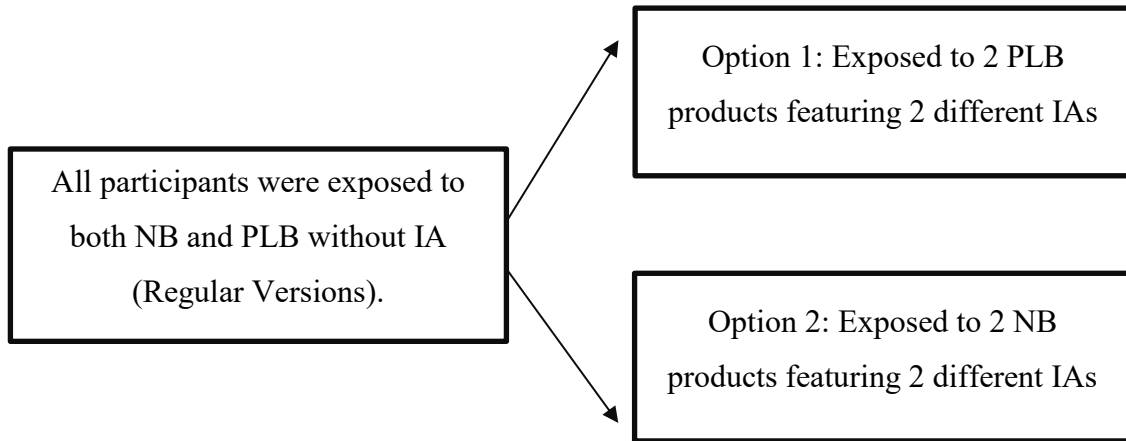 All participants were exposed to
both NB and PLB without IA
(Regular Versions).
Option 1: Exposed to 2 PLB
products featuring 2 different IAs
Option 2: Exposed to 2 NB
products featuring 2 different IAs